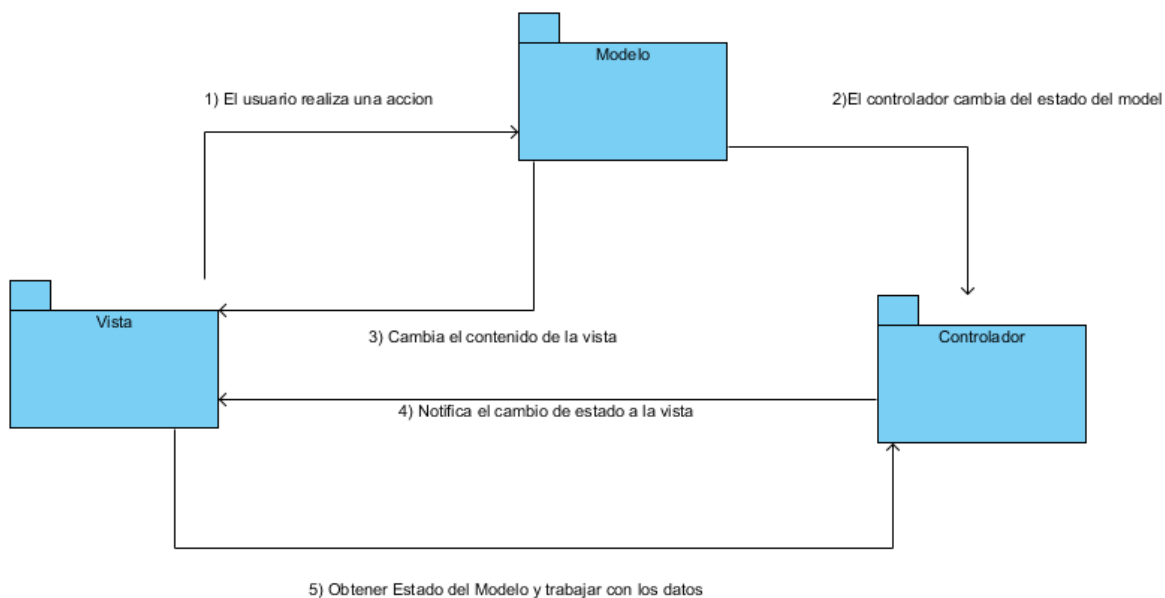 Modelo
1) El usuario realiza una accion
2)El controlador cambia del estado del model
Vista
3) Cambia el contenido de la vista
Controlador
4) Notifica el cambio de estado a la vista
5) Obtener Estado del Modelo y trabajar con los datos